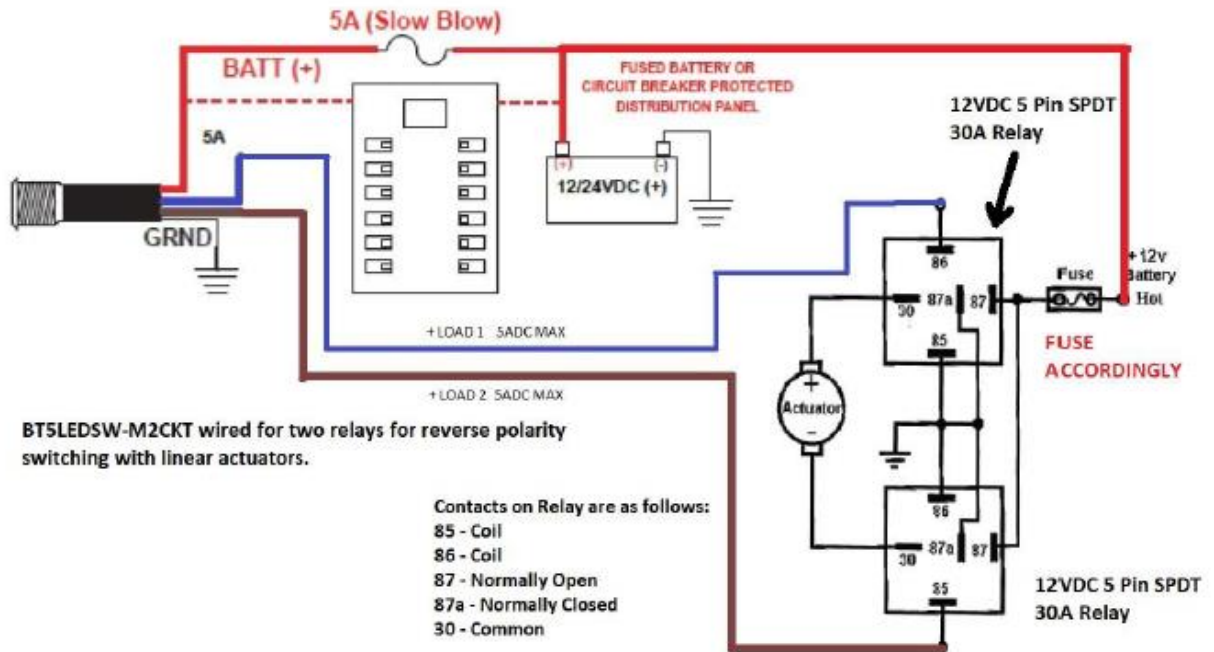 5A (Slow Blow)
BATT (+)
FUSED BATTERY OR
CIRCUIT BREAKER PROTECTED
DISTRIBUTION PANEL
12VDC 5 Pin SPDT
30A Relay
5A
(+)
(-)
12/24VDC (+)
GRND
86
87a
87
30
85
Fuse
+12v
Battery
Hot
FUSE
ACCORDINGLY
+ LOAD 1 5ADC MAX
+ LOAD 2 5ADC MAX
+
Actuator
-
BT5LEDSW-M2CKT wired for two relays for reverse polarity
switching with linear actuators.
Contacts on Relay are as follows:
85 - Coil
86 - Coil
87 - Normally Open
87a - Normally Closed
30 - Common
86
87a
87
30
85
12VDC 5 Pin SPDT
30A Relay